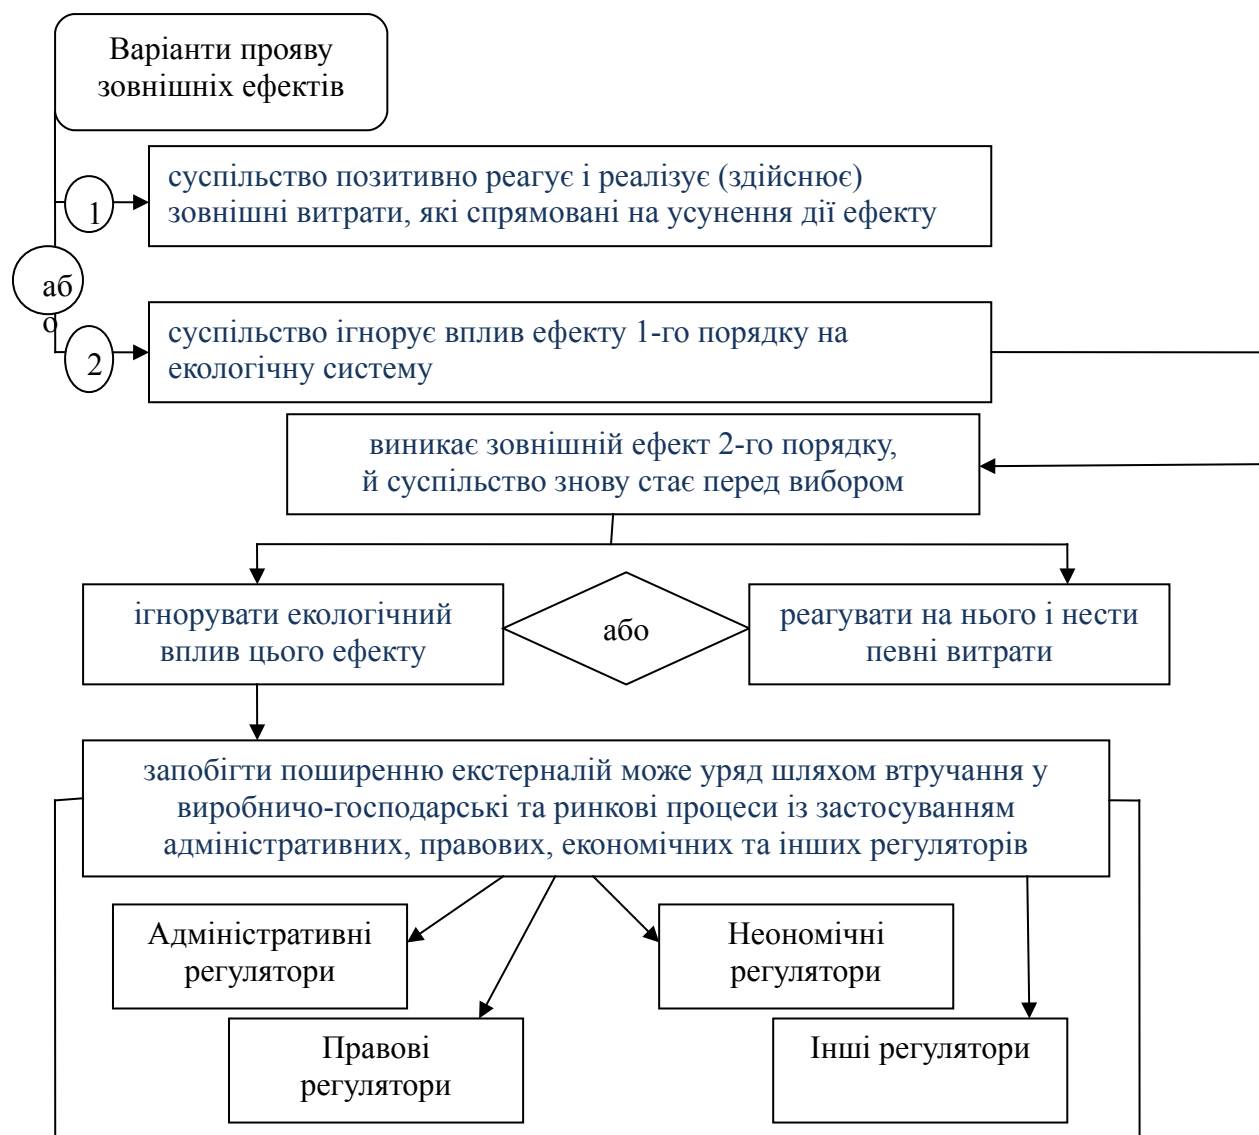 Варіанти прояву
зовнішніх ефектів
1
суспільство позитивно реагує і реалізує (здійснює)
зовнішні витрати, які спрямовані на усунення дії ефекту
аб
о
2
суспільство ігнорує вплив ефекту 1-го порядку на
екологічну систему
виникає зовнішній ефект 2-го порядку,
й суспільство знову стає перед вибором
ігнорувати екологічний
вплив цього ефекту
або
реагувати на нього і нести
певні витрати
запобігти поширенню екстерналій може уряд шляхом втручання у
виробничо-господарські та ринкові процеси із застосуванням
адміністративних, правових, економічних та інших регуляторів
Адміністративні
регулятори
Неономічні
регулятори
Правові
регулятори
Інші регулятори